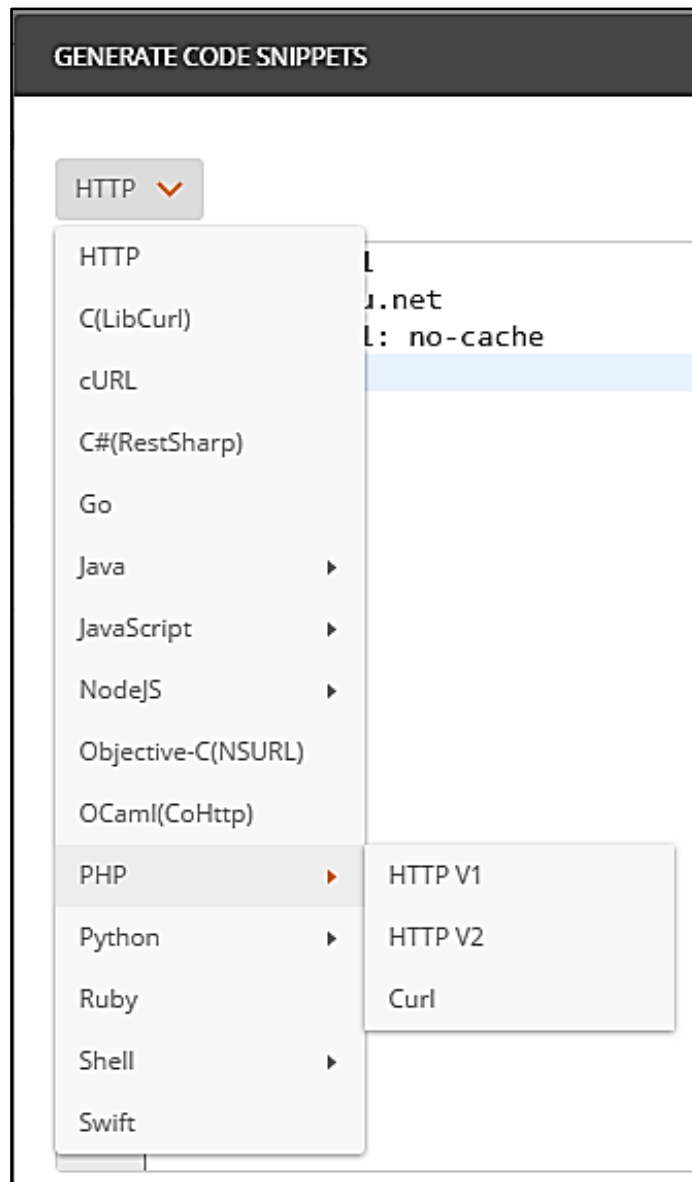 GENERATE CODE SNIPPETS
HTTP
HTTP
C(LibCurl)
u.net
: no-cache
cURL
C#(RestSharp)
Go
Java
JavaScript
NodeJS
Objective-C(NSURL)
OCaml(CoHttp)
PHP
HTTP V1
Python
HTTP V2
Ruby
Curl
Shell
Swift